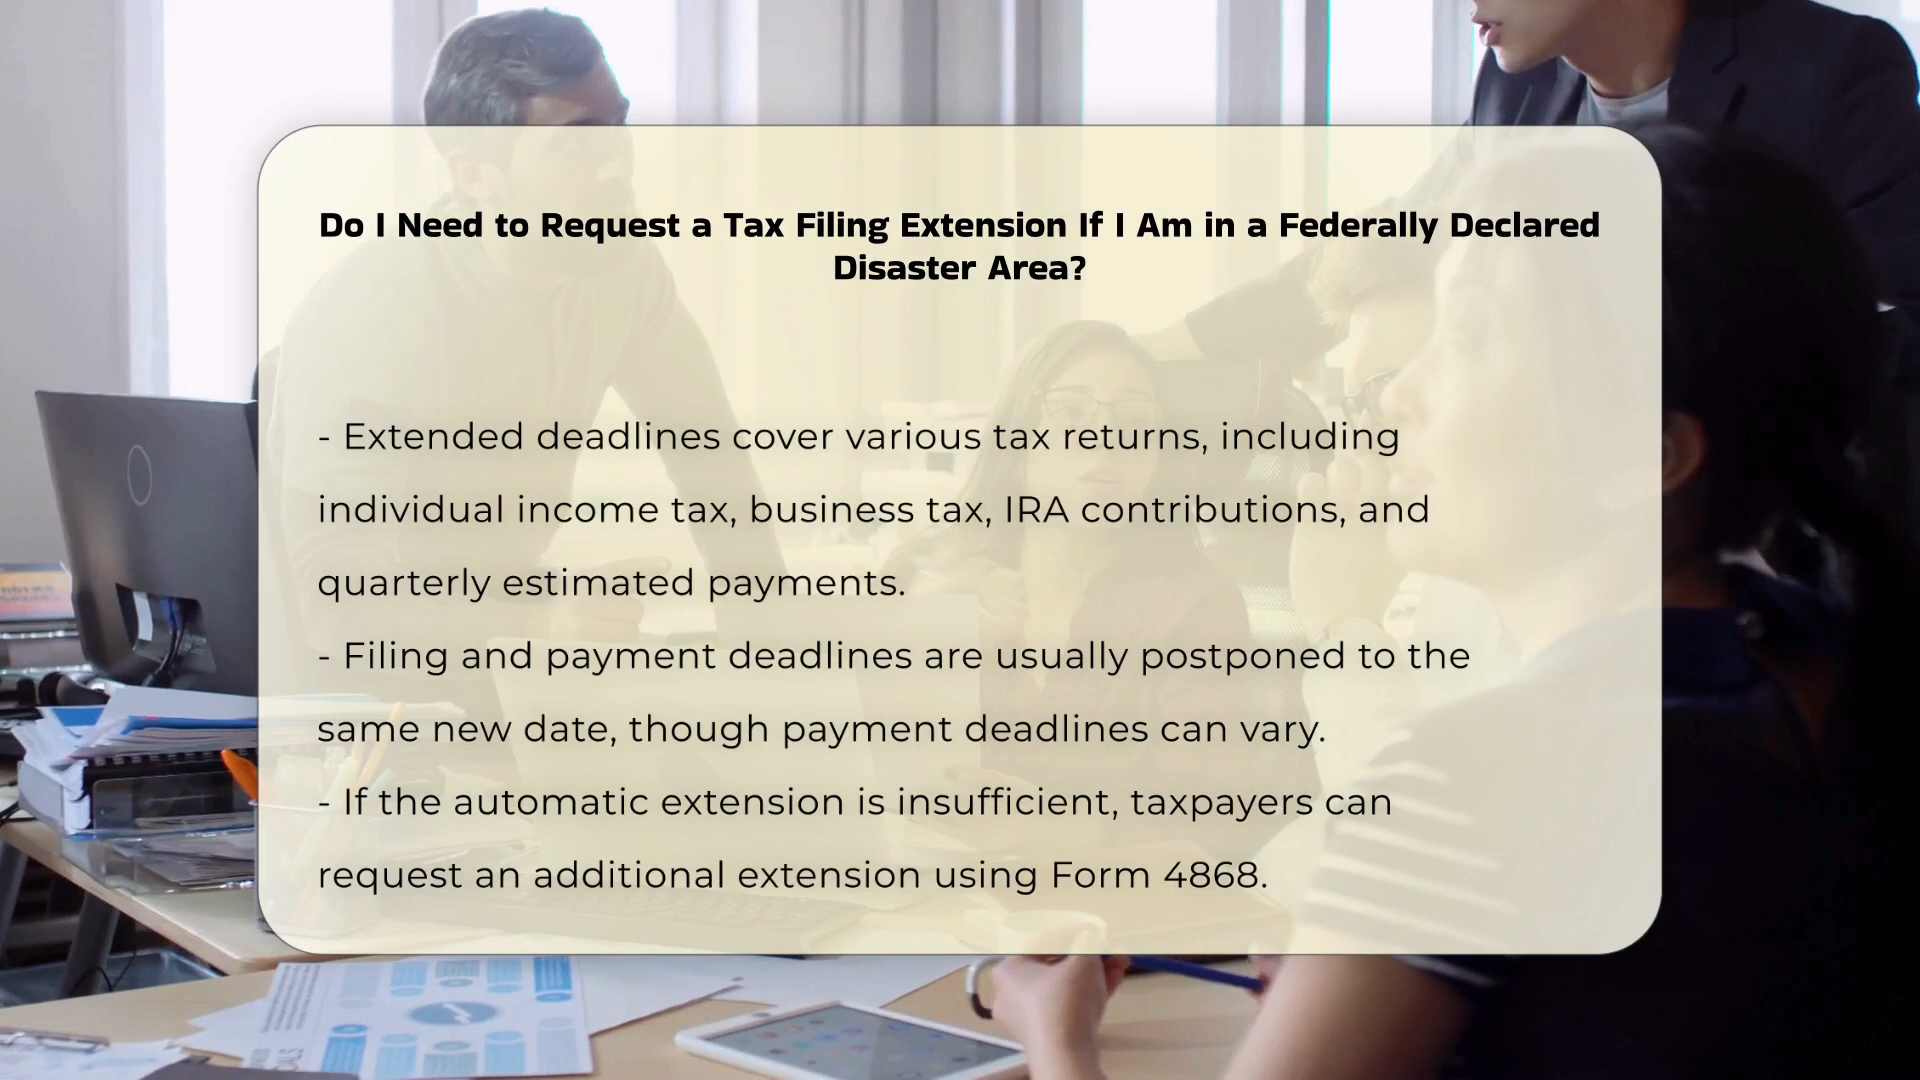 Do I Need to Request a Tax Filing Extension If I Am in a Federally Declared
Disaster Area?
- Extended deadlines cover various tax returns, including
individual income tax, business tax, IRA contributions, and
quarterly estimated payments.
- Filing and payment deadlines are usually postponed to the
same new date, though payment deadlines can vary.
- If the automatic extension is insufficient, taxpayers can
request an additional extension using Form 4868.